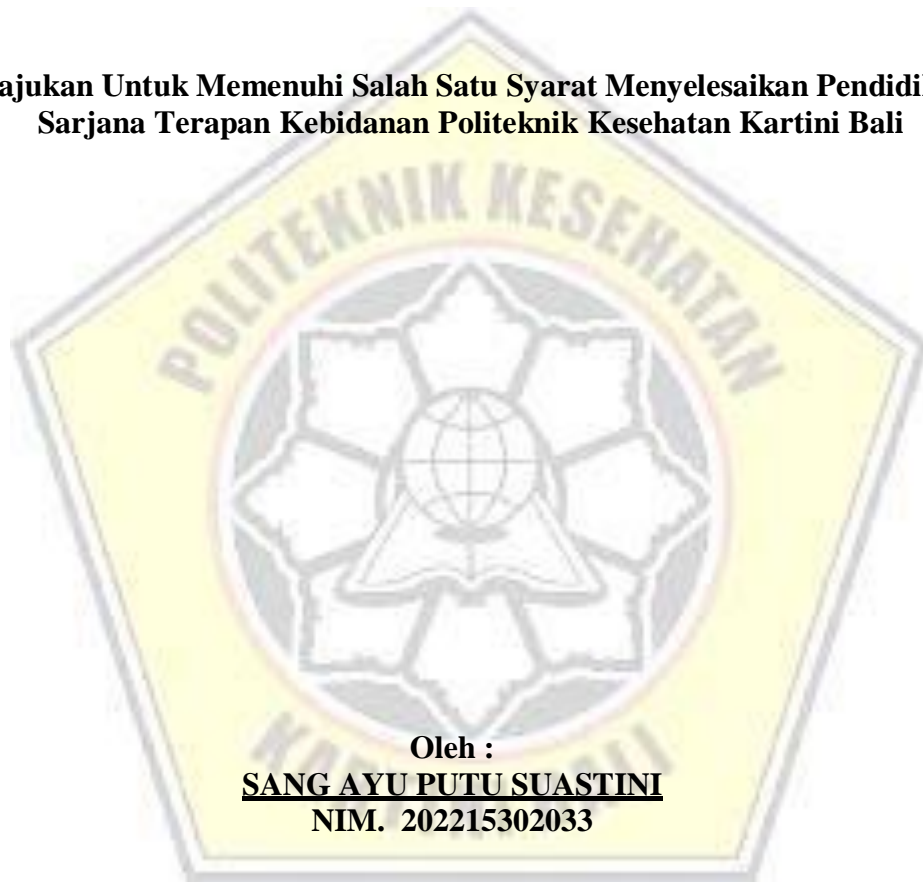 ajukan Untuk Memenuhi Salah Satu Syarat Menyelesaikan Pendidi
Sarjana Terapan Kebidanan Politeknik Kesehatan Kartini Bali
POLITEKNIK KESEHATAN
Oleh :
SANG AYU PUTU SUASTINI
NIM. 202215302033